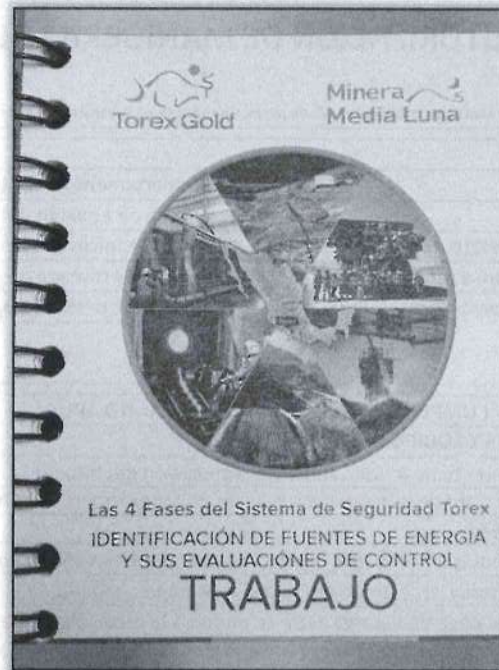 Torex Gold
Minera
Media Luna
Las 4 Fases del Sistema de Seguridad Torex
IDENTIFICACIÓN DE FUENTES DE ENERGIA
Y SUS EVALUACIÓNES DE CONTROL
TRABAJO